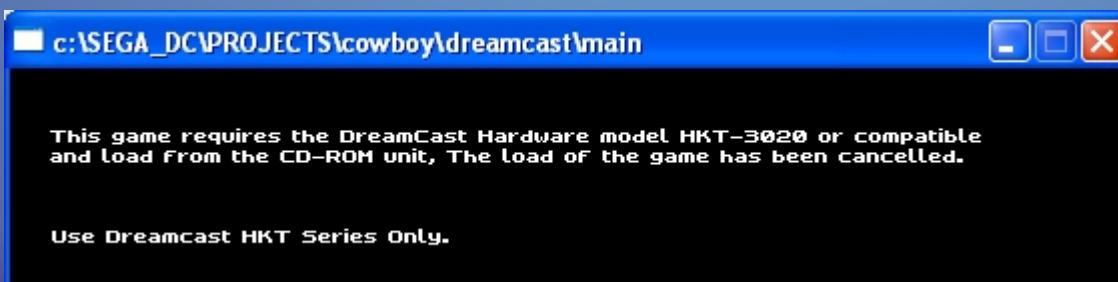 c:\SEGA_DC\PROJECTS\cowboy\dreamcast\main
This game requires the DreamCast Hardware model HKT-3020 or compatible
and load from the CD-ROM unit, The load of the game has been cancelled.
Use Dreamcast HKT Series Only.